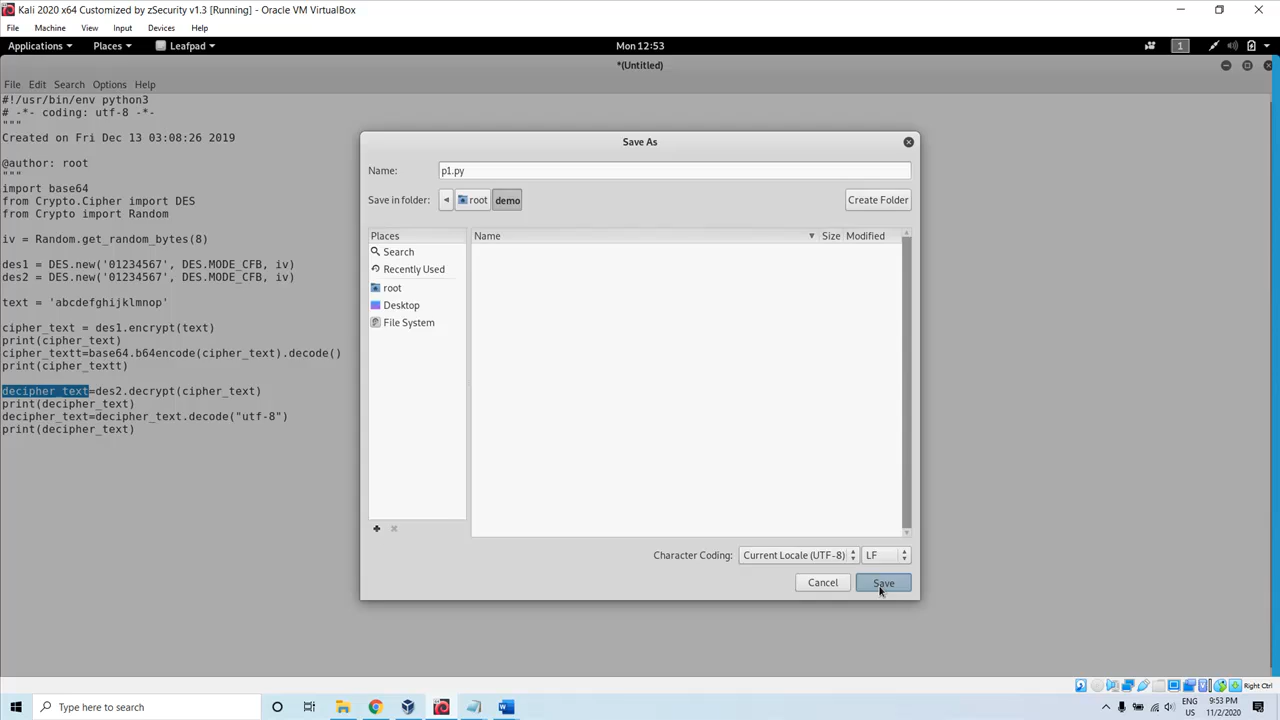 Kali 2020 x64 Customized by zSecurity v1.3 [Running] - Oracle VM VirtualBox
File Machine View Input Devices Help
Applications Places Leafpad Mon 12:53 1
*(Untitled)
File Edit Search Options Help
#!/usr/bin/env python3
# -*- coding: utf-8 -*-
"""
Created on Fri Dec 13 03:08:26 2019
@author: root
"""
import base64
from Crypto.Cipher import DES
from Crypto import Random
iv = Random.get_random_bytes(8)
des1 = DES.new('01234567', DES.MODE_CFB, iv)
des2 = DES.new('01234567', DES.MODE_CFB, iv)
text = 'abcdefghijklmnop'
cipher_text = des1.encrypt(text)
print(cipher_text)
cipher_textt=base64.b64encode(cipher_text).decode()
print(cipher_textt)
decipher_text=des2.decrypt(cipher_text)
print(decipher_text)
decipher_text=decipher_text.decode("utf-8")
print(decipher_text)
Save As
Name: p1.py
Save in folder: root demo Create Folder
Places
Search
Recently Used
root
Desktop
File System
Name Size Modified
Character Coding: Current Locale (UTF-8) LF
Cancel Save
Right Ctrl
Type here to search
ENG
US
9:53 PM
11/2/2020